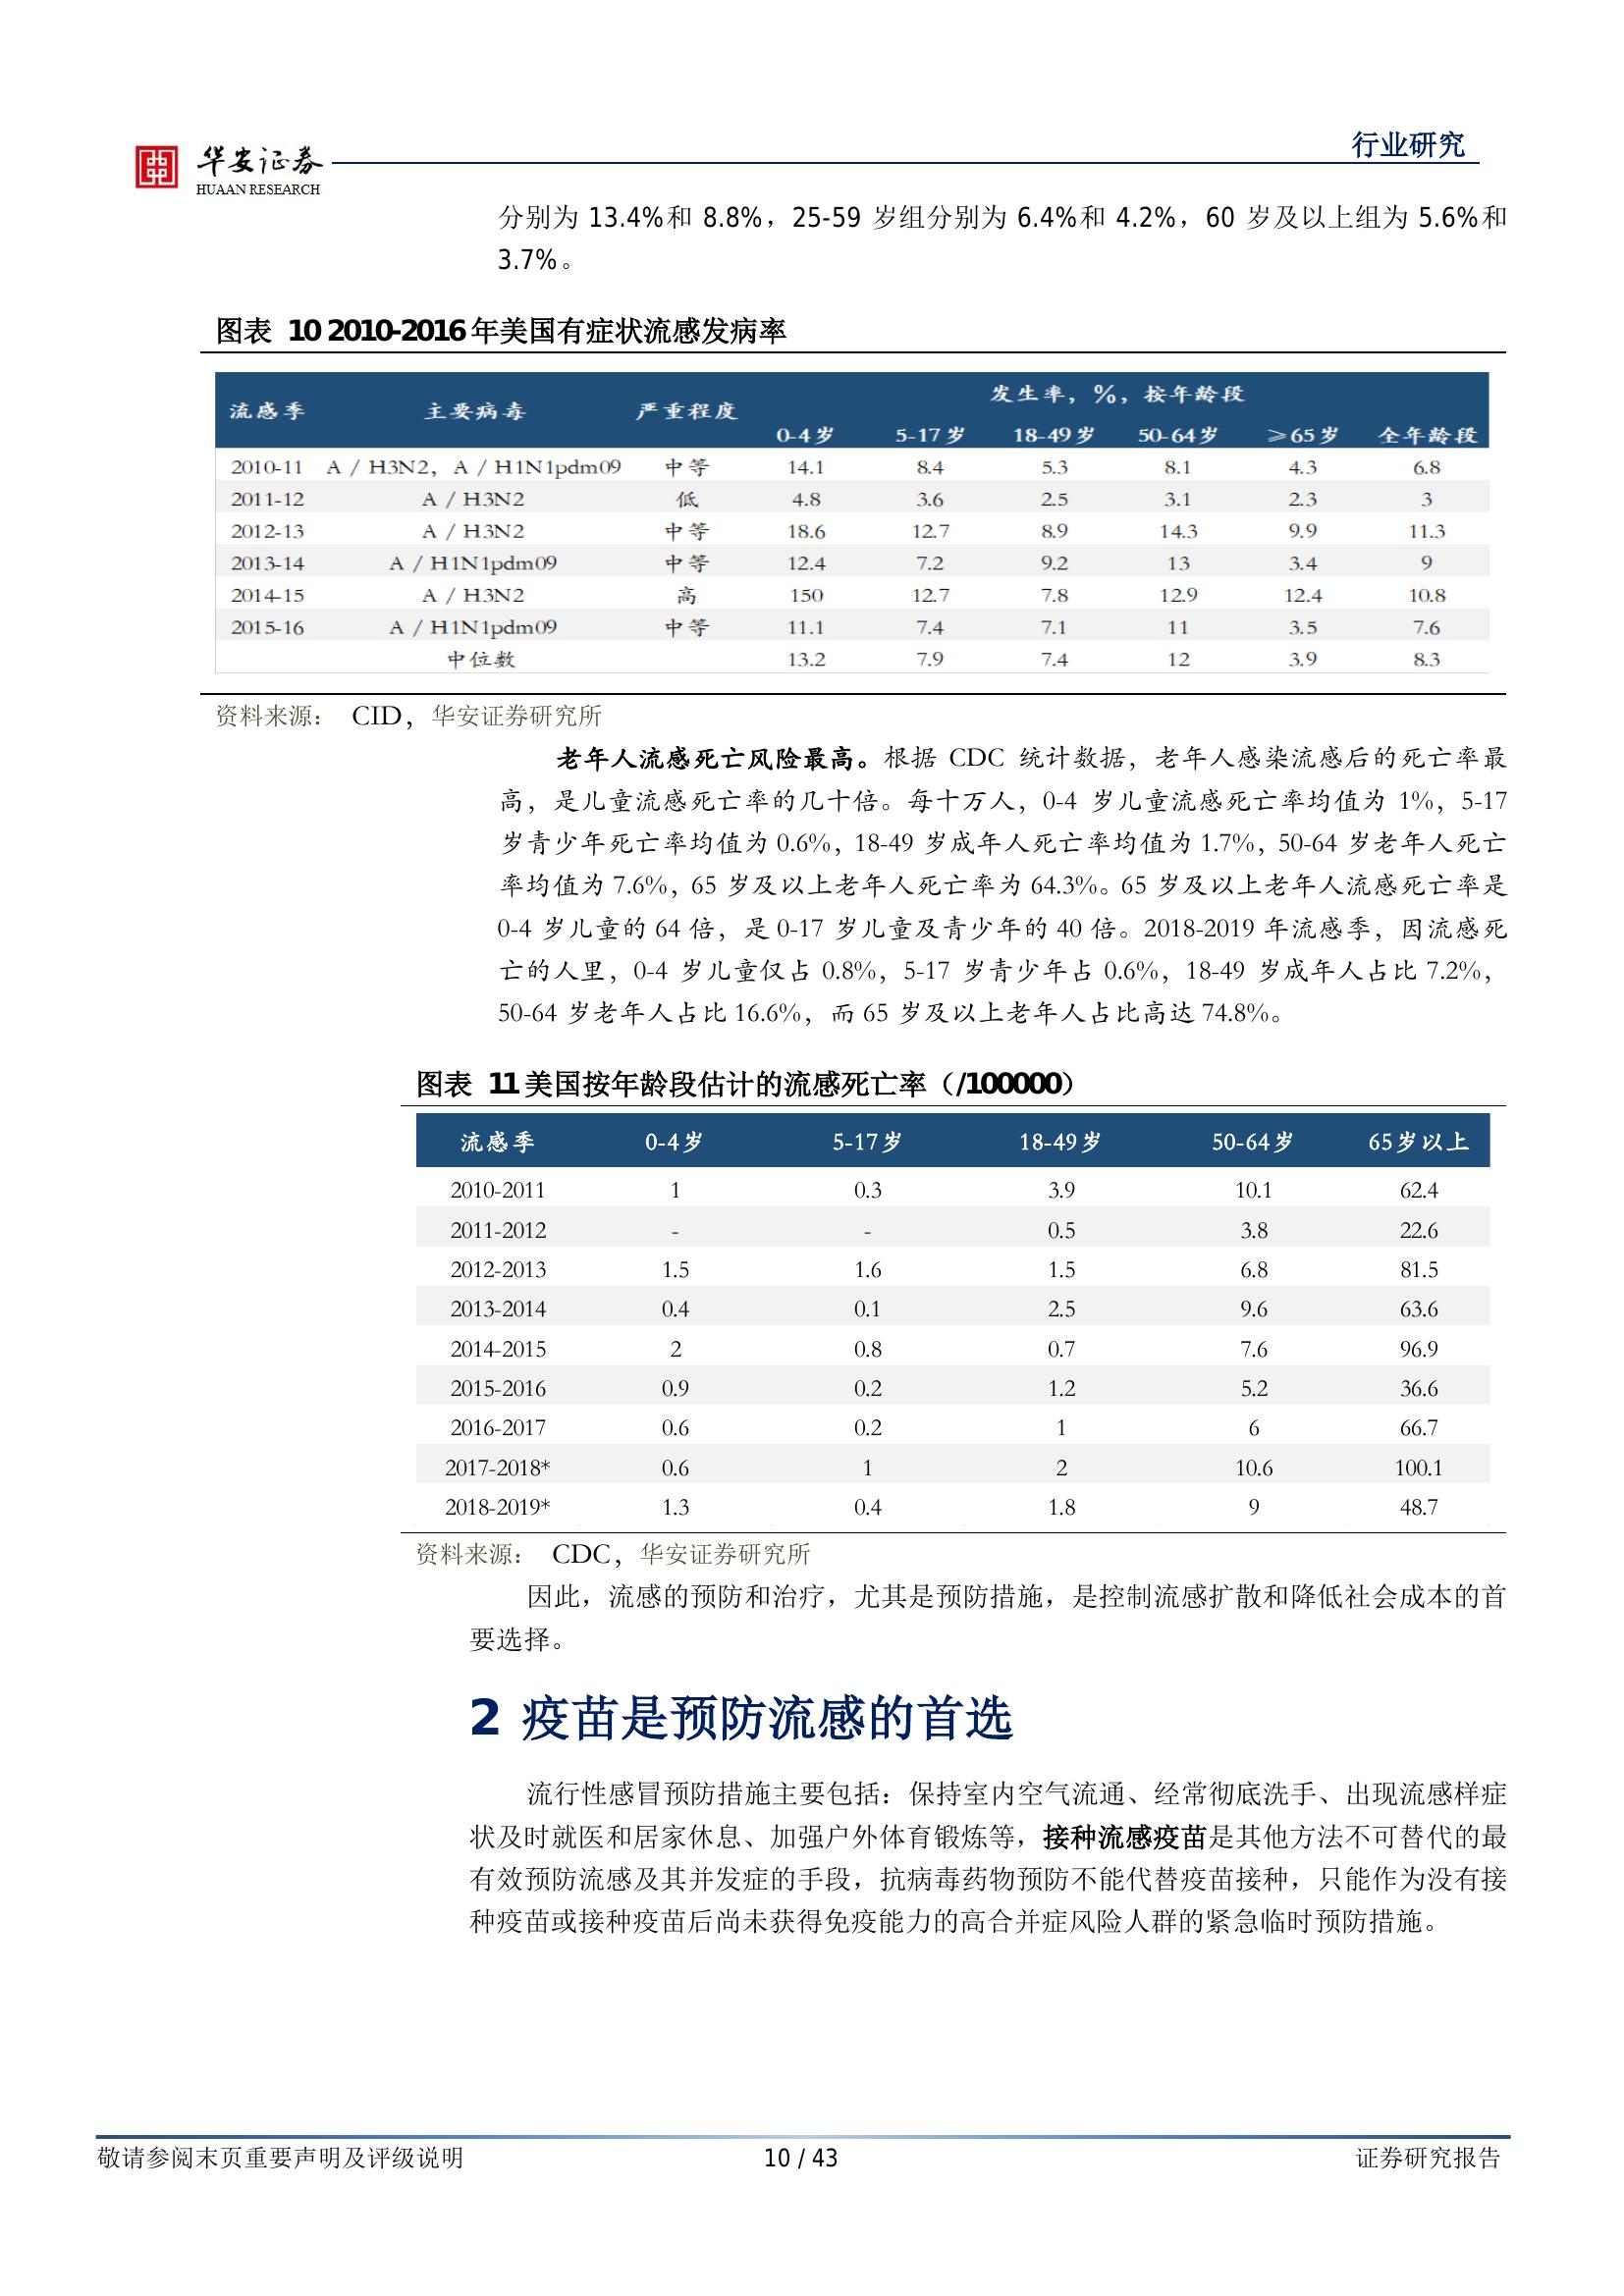 华安证券
HUAAN RESEARCH
行业研究
分别为 13.4%和 8.8%，25-59 岁组分别为 6.4%和 4.2%，60 岁及以上组为 5.6%和
3.7%。
图表 10 2010-2016 年美国有症状流感发病率
流感季 主要病毒 严重程度 发生率，%，按年龄段
0-4岁 5-17岁 18-49岁 50-64岁 ≥65岁 全年龄段
2010-11 A / H3N2，A / H1N1pdm09 中等 14.1 8.4 5.3 8.1 4.3 6.8
2011-12 A / H3N2 低 4.8 3.6 2.5 3.1 2.3 3
2012-13 A / H3N2 中等 18.6 12.7 8.9 14.3 9.9 11.3
2013-14 A / H1N1pdm09 中等 12.4 7.2 9.2 13 3.4 9
2014-15 A / H3N2 高 150 12.7 7.8 12.9 12.4 10.8
2015-16 A / H1N1pdm09 中等 11.1 7.4 7.1 11 3.5 7.6
中位数 13.2 7.9 7.4 12 3.9 8.3
资料来源： CID，华安证券研究所
老年人流感死亡风险最高。根据 CDC 统计数据，老年人感染流感后的死亡率最
高，是儿童流感死亡率的几十倍。每十万人，0-4 岁儿童流感死亡率均值为 1%，5-17
岁青少年死亡率均值为 0.6%，18-49 岁成年人死亡率均值为 1.7%，50-64 岁老年人死亡
率均值为 7.6%，65 岁及以上老年人死亡率为 64.3%。65 岁及以上老年人流感死亡率是
0-4 岁儿童的 64 倍，是 0-17 岁儿童及青少年的 40 倍。2018-2019 年流感季，因流感死
亡的人里，0-4 岁儿童仅占 0.8%，5-17 岁青少年占 0.6%，18-49 岁成年人占比 7.2%，
50-64 岁老年人占比 16.6%，而 65 岁及以上老年人占比高达 74.8%。
图表 11 美国按年龄段估计的流感死亡率（/100000）
流感季 0-4岁 5-17岁 18-49岁 50-64岁 65岁以上
2010-2011 1 0.3 3.9 10.1 62.4
2011-2012 - - 0.5 3.8 22.6
2012-2013 1.5 1.6 1.5 6.8 81.5
2013-2014 0.4 0.1 2.5 9.6 63.6
2014-2015 2 0.8 0.7 7.6 96.9
2015-2016 0.9 0.2 1.2 5.2 36.6
2016-2017 0.6 0.2 1 6 66.7
2017-2018* 0.6 1 2 10.6 100.1
2018-2019* 1.3 0.4 1.8 9 48.7
资料来源： CDC，华安证券研究所
因此，流感的预防和治疗，尤其是预防措施，是控制流感扩散和降低社会成本的首
要选择。
2 疫苗是预防流感的首选
流行性感冒预防措施主要包括：保持室内空气流通、经常彻底洗手、出现流感样症
状及时就医和居家休息、加强户外体育锻炼等，接种流感疫苗是其他方法不可替代的最
有效预防流感及其并发症的手段，抗病毒药物预防不能代替疫苗接种，只能作为没有接
种疫苗或接种疫苗后尚未获得免疫能力的高合并症风险人群的紧急临时预防措施。
敬请参阅末页重要声明及评级说明 10 / 43 证券研究报告